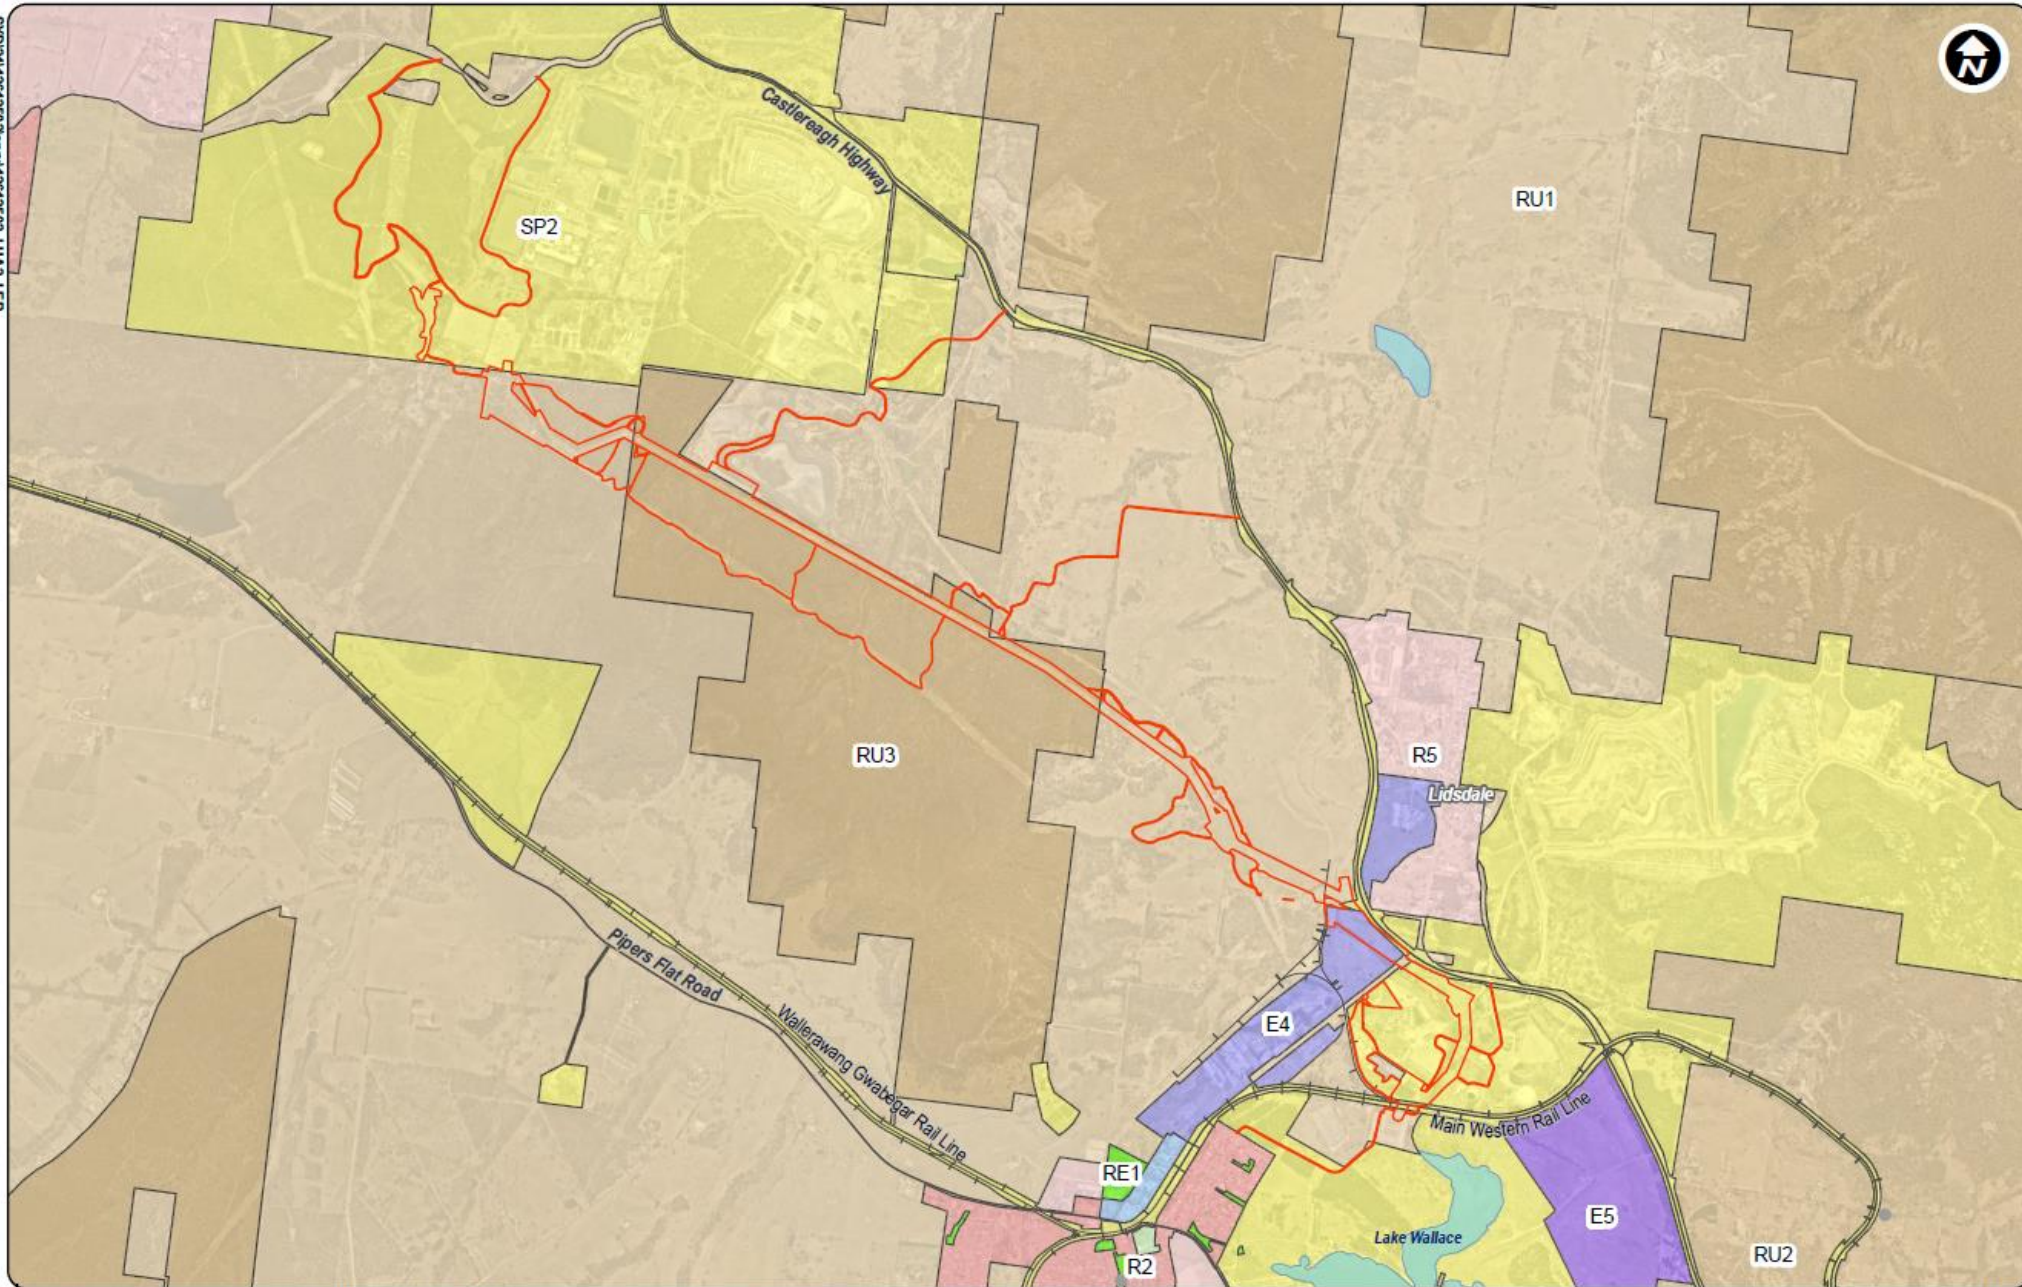 N
Castlereagh Highway
RU1
SP2
RU3
R5
Lidsdale
Pipers Flat Road
Wallerawang Gwabegar Rail Line
E4
Main Western Rail Line
RE1
E5
Lake Wallace
RU2
R2